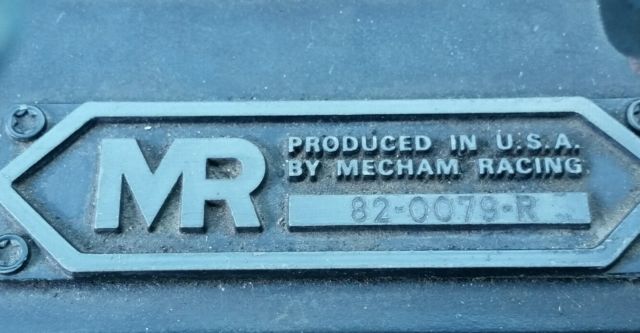 MR
PRODUCED IN U.S.A.
BY MECHAM RACING
82-0079-R